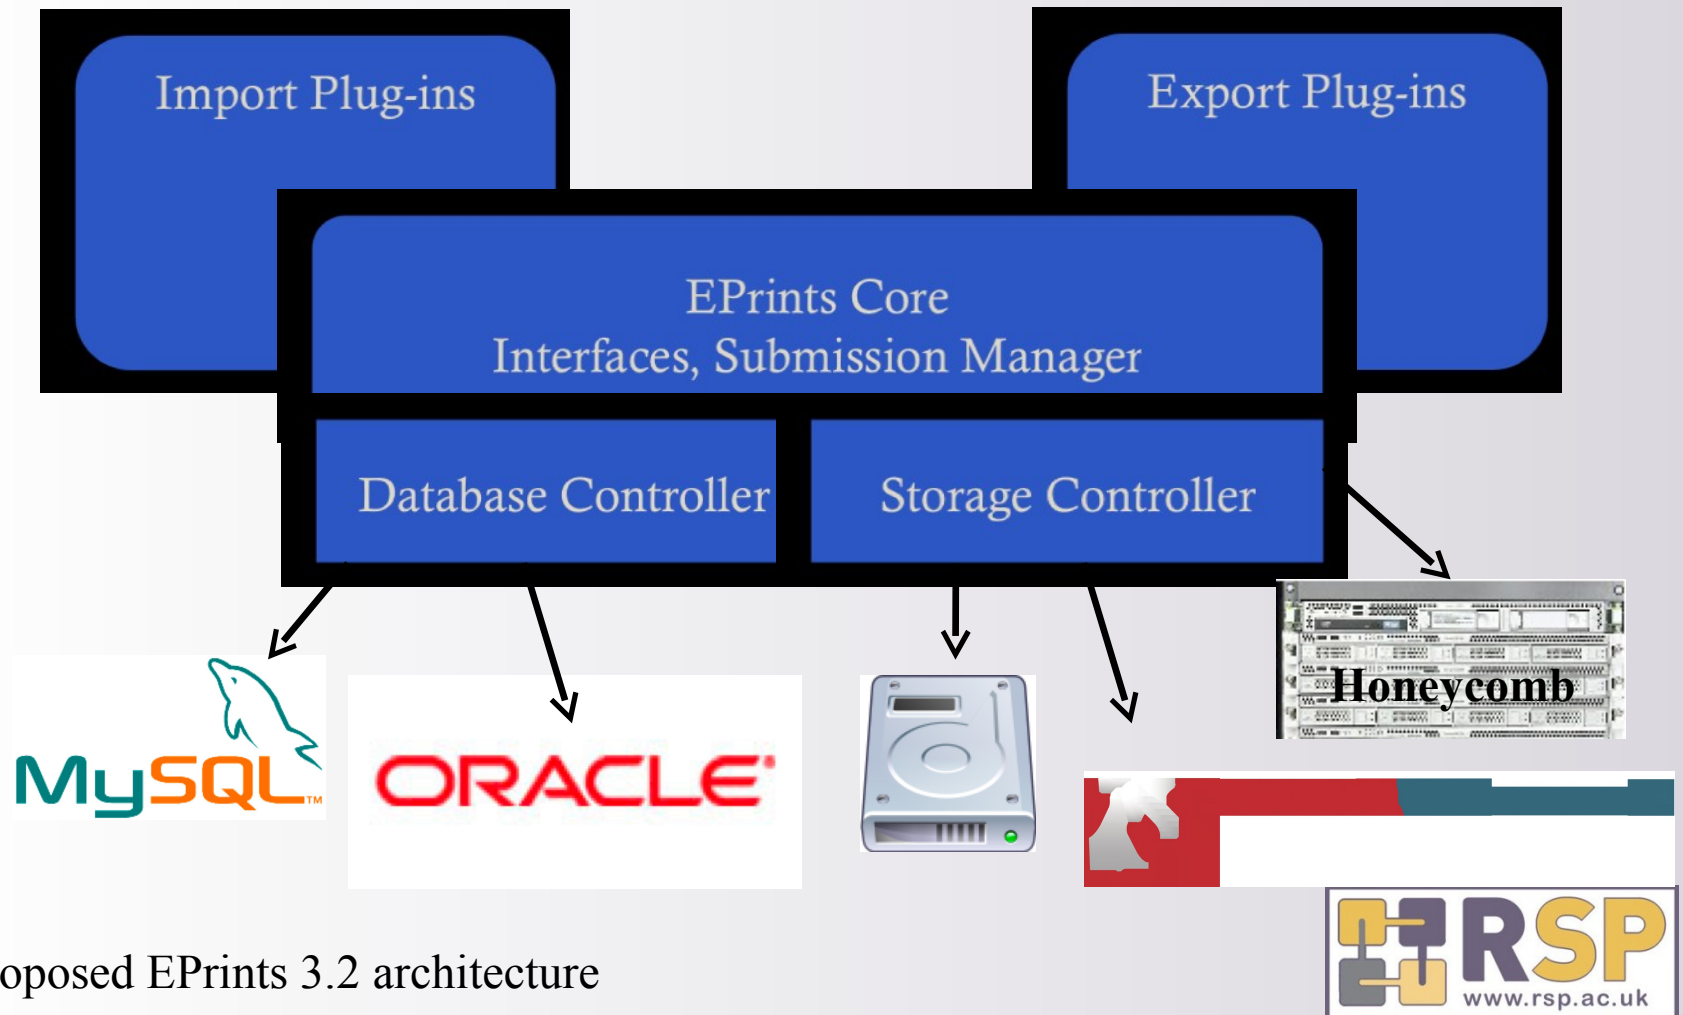 Import Plug-ins
Export Plug-ins
EPrints Core
Interfaces, Submission Manager
Database Controller
Storage Controller
Honeycomb
MySQL™
ORACLE
oposed EPrints 3.2 architecture
RSP
www.rsp.ac.uk